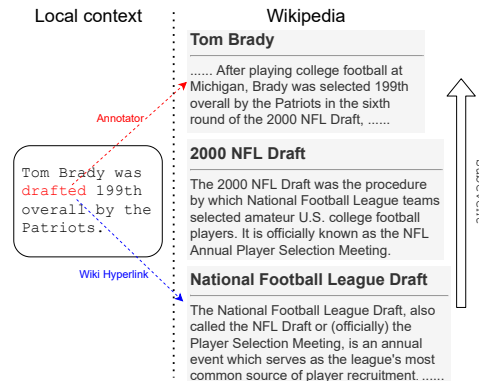 Local context
Wikipedia
Tom Brady
...... After playing college football at
Michigan, Brady was selected 199th
overall by the Patriots in the sixth
round of the 2000 NFL Draft, ......
Annotator
Tom Brady was
drafted 199th
overall by the
Patriots.
2000 NFL Draft
The 2000 NFL Draft was the procedure
by which National Football League teams
selected amateur U.S. college football
players. It is officially known as the NFL
Annual Player Selection Meeting.
Wiki Hyperlink
National Football League Draft
The National Football League Draft, also
called the NFL Draft or (officially) the
Player Selection Meeting, is an annual
event which serves as the league's most
common source of player recruitment. ......